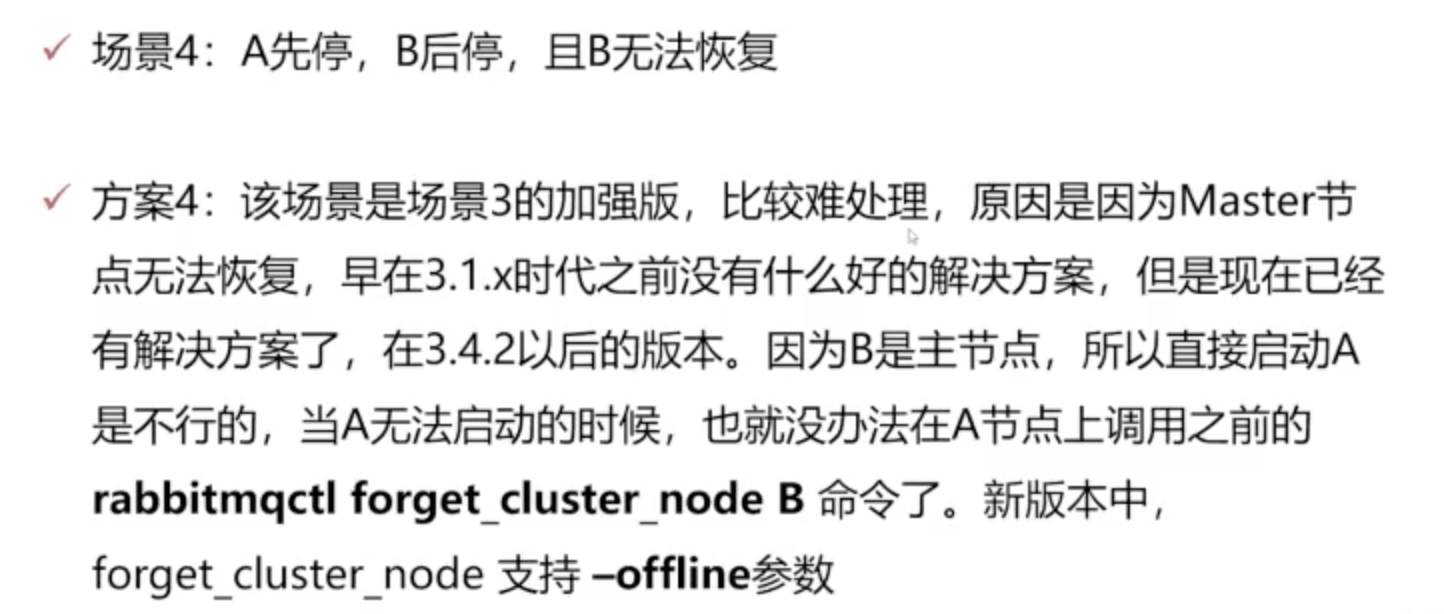 ✓ 场景4：A先停，B后停，且B无法恢复
✓ 方案4：该场景是场景3的加强版，比较难处理，原因是因为Master节
点无法恢复，早在3.1.x时代之前没有什么好的解决方案，但是现在已经
有解决方案了，在3.4.2以后的版本。因为B是主节点，所以直接启动A
是不行的，当A无法启动的时候，也就没办法在A节点上调用之前的
rabbitmqctl forget_cluster_node B 命令了。新版本中，
forget_cluster_node 支持 –offline参数